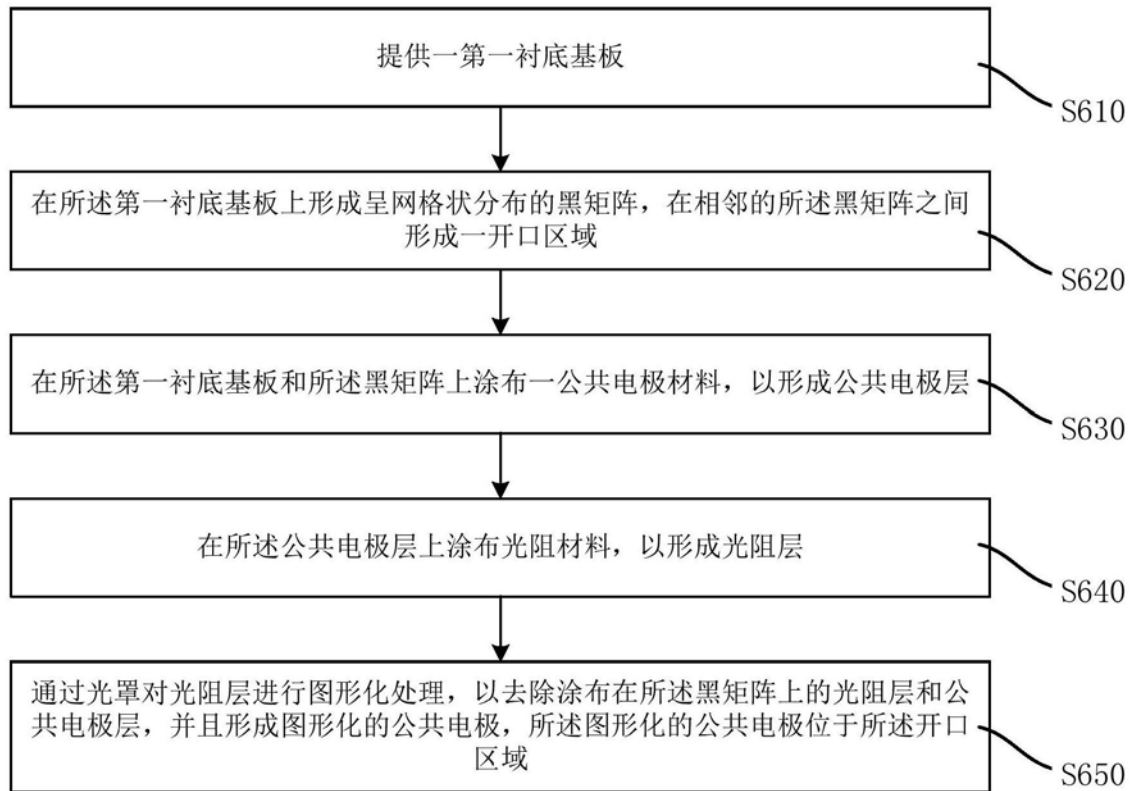 提供一第一衬底基板
S610
在所述第一衬底基板上形成呈网格状分布的黑矩阵，在相邻的所述黑矩阵之间
形成一开口区域
S620
在所述第一衬底基板和所述黑矩阵上涂布一公共电极材料，以形成公共电极层
S630
在所述公共电极层上涂布光阻材料，以形成光阻层
S640
通过光罩对光阻层进行图形化处理，以去除涂布在所述黑矩阵上的光阻层和公
共电极层，并且形成图形化的公共电极，所述图形化的公共电极位于所述开口
区域
S650